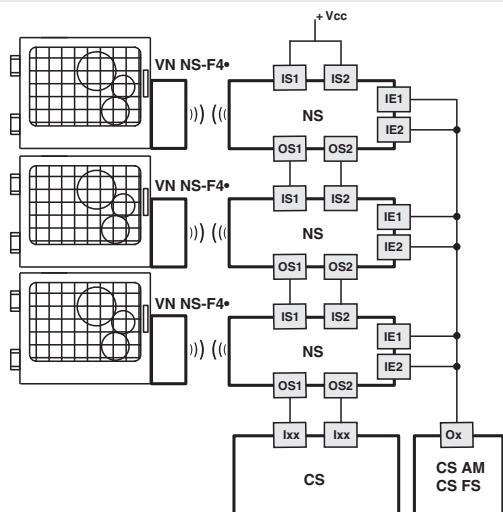 + Vcc
VN NS-F4•
IS1 IS2
IE1
NS
IE2
OS1 OS2
VN NS-F4•
IS1 IS2
IE1
NS
IE2
OS1 OS2
VN NS-F4•
IS1 IS2
IE1
NS
IE2
OS1 OS2
Ixx Ixx
Ox
CS
CS AM
CS FS